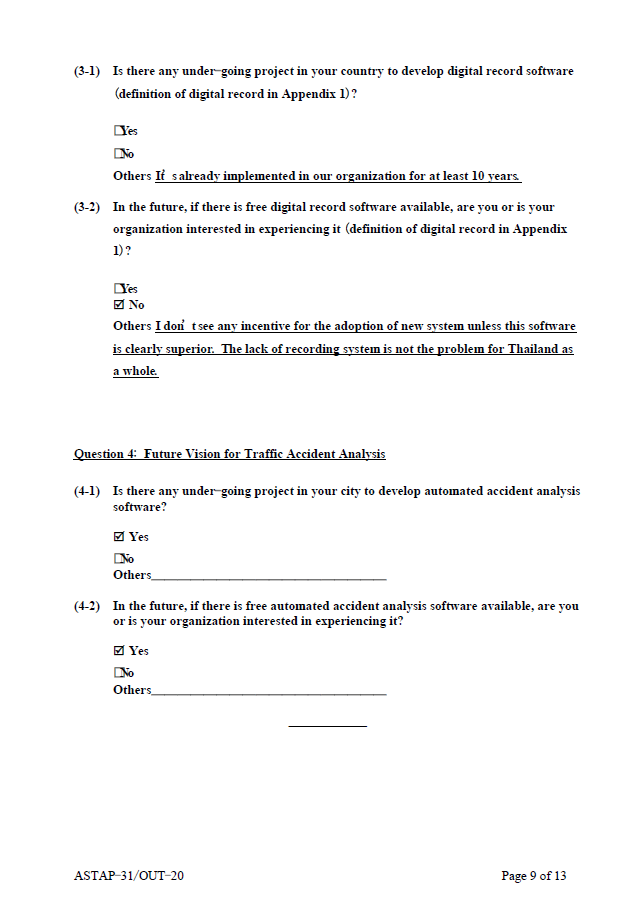 (3-1) Is there any under-going project in your country to develop digital record software
(definition of digital record in Appendix 1)?
☐Yes
☐No
Others It's already implemented in our organization for at least 10 years.
(3-2) In the future, if there is free digital record software available, are you or is your
organization interested in experiencing it (definition of digital record in Appendix
1)?
☐Yes
☑ No
Others I don't see any incentive for the adoption of new system unless this software
is clearly superior. The lack of recording system is not the problem for Thailand as
a whole.
Question 4: Future Vision for Traffic Accident Analysis
(4-1) Is there any under-going project in your city to develop automated accident analysis
software?
☑ Yes
☐No
Others
(4-2) In the future, if there is free automated accident analysis software available, are you
or is your organization interested in experiencing it?
☑ Yes
☐No
Others
ASTAP-31/OUT-20 Page 9 of 13